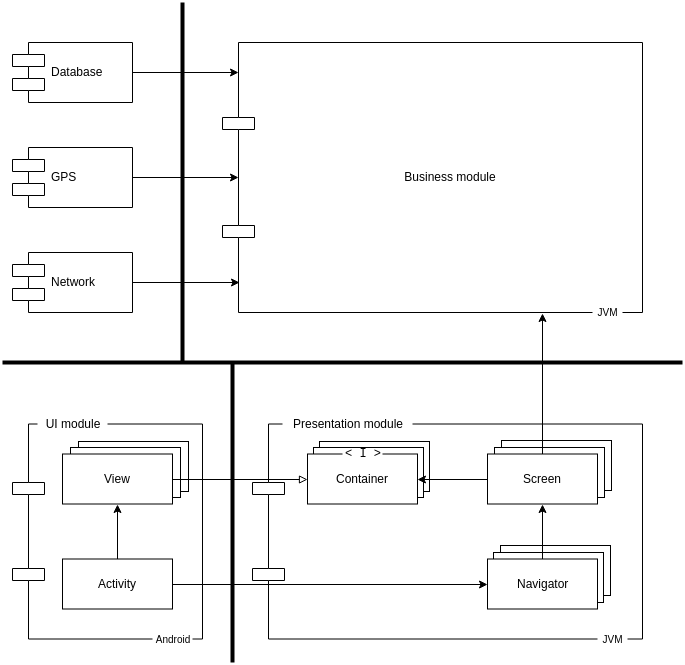 Database
GPS
Business module
Network
JVM
UI module
Presentation module
< I >
View
Container
Screen
Activity
Navigator
Android
JVM